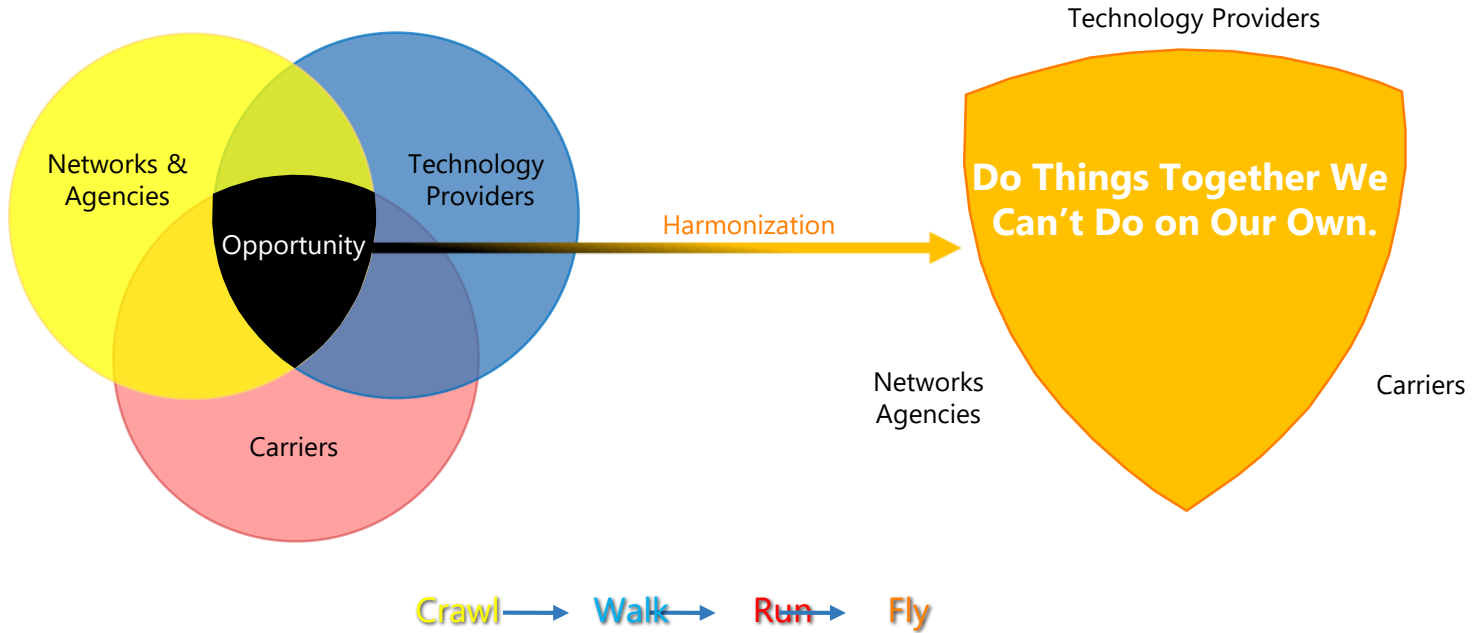 Technology Providers
Networks &
Agencies
Technology
Providers
Opportunity
Carriers
Harmonization
Do Things Together We
Can’t Do on Our Own.
Networks
Agencies
Carriers
Crawl Walk Run Fly